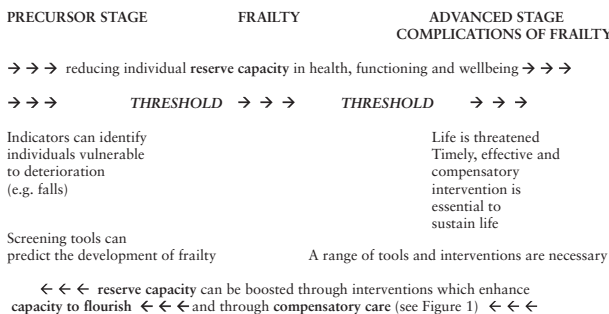 PRECURSOR STAGE FRAILTY ADVANCED STAGE
COMPLICATIONS OF FRAILTY
→ → → reducing individual reserve capacity in health, functioning and wellbeing → → →
→ → → THRESHOLD → → → THRESHOLD → → →
Indicators can identify
individuals vulnerable
to deterioration
(e.g. falls)
Life is threatened
Timely, effective and
compensatory
intervention is
essential to
sustain life
Screening tools can
predict the development of frailty
A range of tools and interventions are necessary
← ← ← reserve capacity can be boosted through interventions which enhance
capacity to flourish ← ← ← and through compensatory care (see Figure 1) ← ← ←